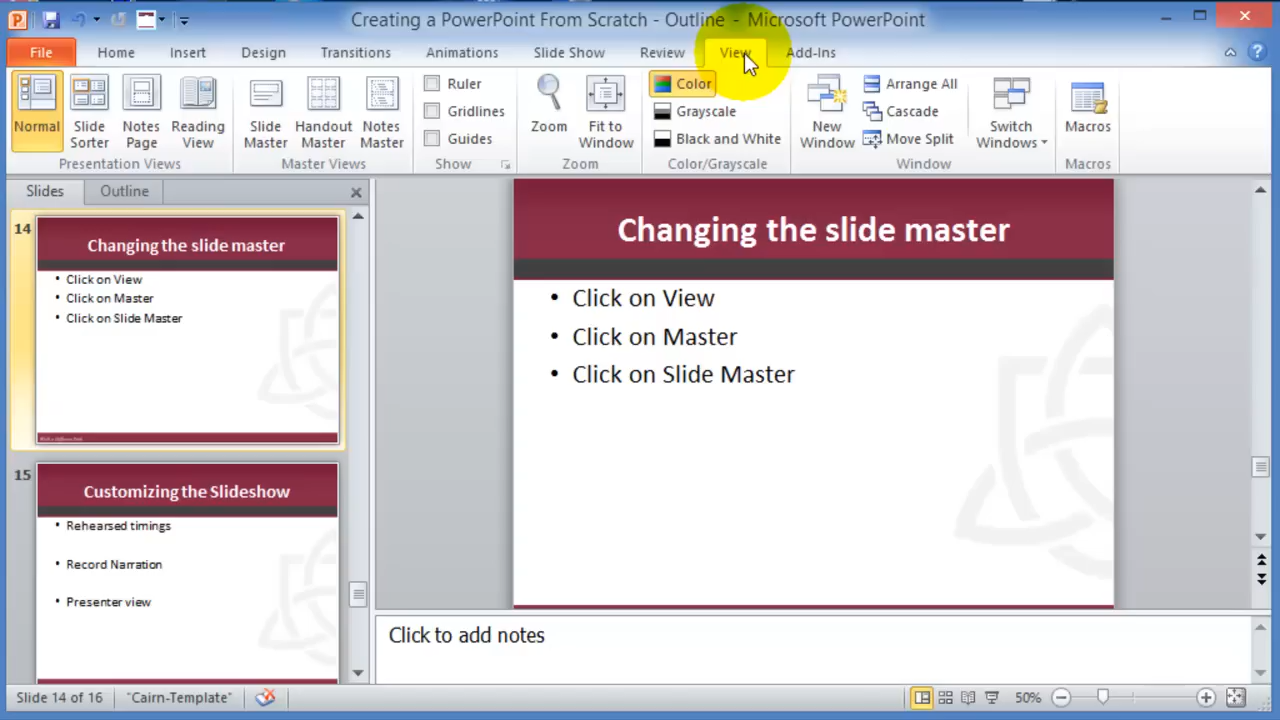 Creating a PowerPoint From Scratch - Outline - Microsoft PowerPoint
File Home Insert Design Transitions Animations Slide Show Review View Add-Ins
Normal
Slide Sorter
Notes Page
Reading View
Presentation Views
Slide Master
Handout Master
Notes Master
Master Views
Ruler
Gridlines
Guides
Show
Zoom
Fit to Window
Zoom
Color
Grayscale
Black and White
Color/Grayscale
New Window
Arrange All
Cascade
Move Split
Switch Windows
Window
Macros
Macros
Slides Outline
14
Changing the slide master
• Click on View
• Click on Master
• Click on Slide Master
15
Customizing the Slideshow
• Rehearsed timings
• Record Narration
• Presenter view
Changing the slide master
• Click on View
• Click on Master
• Click on Slide Master
Click to add notes
Slide 14 of 16 "Cairn-Template" 50%